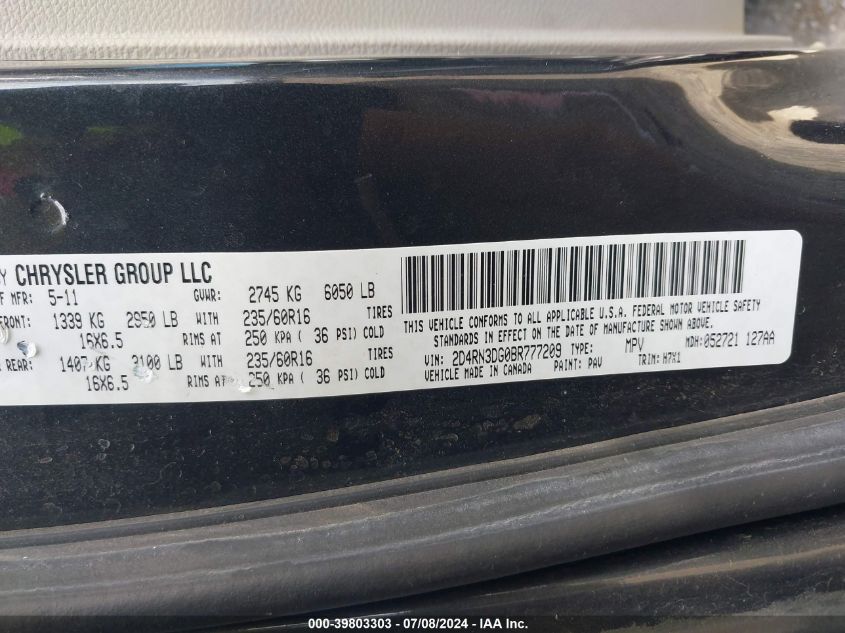 Y CHRYSLER GROUP LLC
F MFR: 5-11 GVWR: 2745 KG 6050 LB
FRONT: 1339 KG 2950 LB WITH 235/60R16 TIRES
16X6.5 RIMS AT 250 KPA ( 36 PSI) COLD
REAR: 1407 KG 3100 LB WITH 235/60R16 TIRES
16X6.5 RIMS AT 250 KPA ( 36 PSI) COLD
THIS VEHICLE CONFORMS TO ALL APPLICABLE U.S.A. FEDERAL MOTOR VEHICLE SAFETY
STANDARDS IN EFFECT ON THE DATE OF MANUFACTURE SHOWN ABOVE.
VIN: 2D4RN3DG0BR777209 TYPE: MPV MDH: 052721 127AA
VEHICLE MADE IN CANADA PAINT: PAV TRIM: H7X1
000-39803303 - 07/08/2024 - IAA Inc.